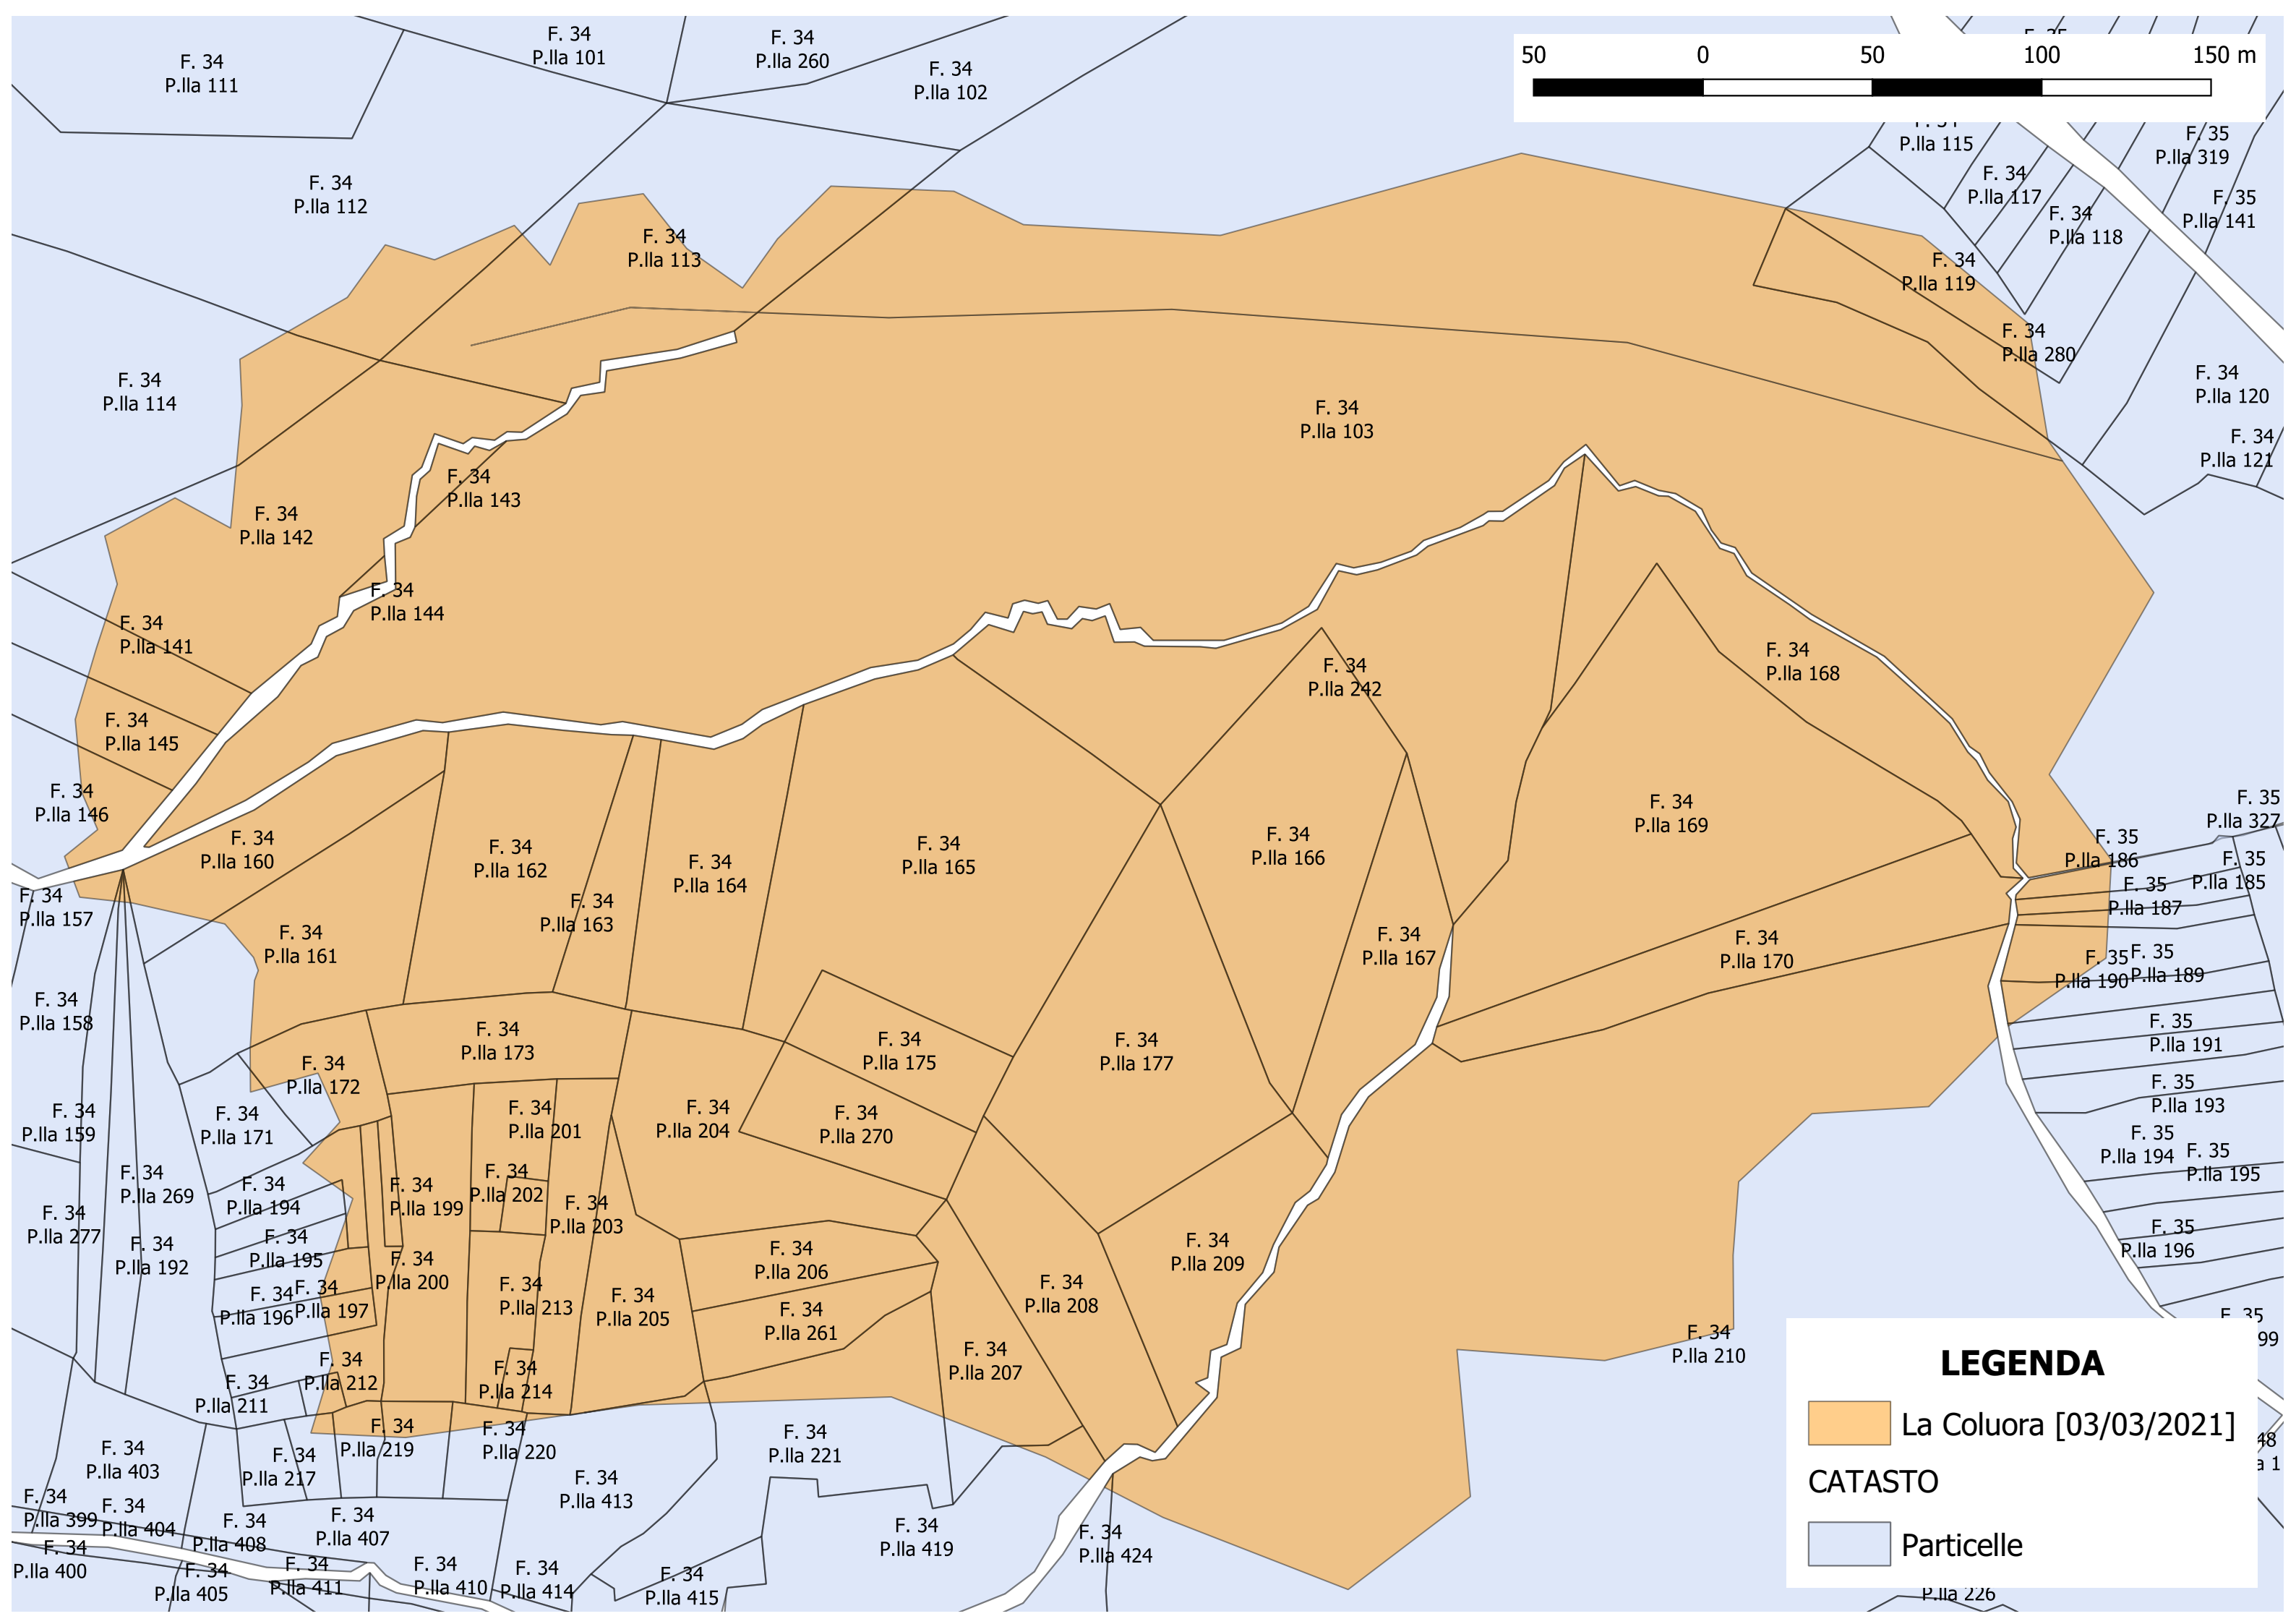 50 0 50 100 150 m
F. 34
P.lla 101
F. 34
P.lla 260
F. 34
P.lla 111
F. 34
P.lla 102
F. 35
P.lla 115
F. 35
P.lla 319
F. 34
P.lla 117
F. 34
P.lla 112
F. 35
P.lla 141
F. 34
P.lla 118
F. 34
P.lla 113
F. 34
P.lla 119
F. 34
P.lla 280
F. 34
P.lla 120
F. 34
P.lla 114
F. 34
P.lla 103
F. 34
P.lla 121
F. 34
P.lla 143
F. 34
P.lla 142
F. 34
P.lla 144
F. 34
P.lla 141
F. 34
P.lla 242
F. 34
P.lla 168
F. 34
P.lla 145
F. 34
P.lla 146
F. 34
P.lla 169
F. 35
P.lla 327
F. 34
P.lla 160
F. 34
P.lla 162
F. 34
P.lla 164
F. 34
P.lla 165
F. 34
P.lla 166
F. 35
P.lla 186
F. 35
P.lla 185
F. 35
P.lla 187
F. 34
P.lla 157
F. 34
P.lla 163
F. 34
P.lla 161
F. 34
P.lla 167
F. 34
P.lla 170
F. 35
P.lla 189
F. 35
P.lla 190
F. 34
P.lla 158
F. 34
P.lla 173
F. 34
P.lla 175
F. 34
P.lla 177
F. 35
P.lla 191
F. 34
P.lla 172
F. 35
P.lla 193
F. 34
P.lla 159
F. 34
P.lla 171
F. 34
P.lla 201
F. 34
P.lla 204
F. 34
P.lla 270
F. 35
P.lla 194
F. 35
P.lla 195
F. 34
P.lla 269
F. 34
P.lla 194
F. 34
P.lla 199
F. 34
P.lla 202
F. 34
P.lla 203
F. 34
P.lla 277
F. 34
P.lla 192
F. 34
P.lla 195
F. 34
P.lla 200
F. 34
P.lla 206
F. 34
P.lla 209
F. 35
P.lla 196
F. 34
P.lla 196
F. 34
P.lla 197
F. 34
P.lla 213
F. 34
P.lla 205
F. 34
P.lla 261
F. 34
P.lla 208
F. 35
99
F. 34
P.lla 210
F. 34
P.lla 207
F. 34
P.lla 212
F. 34
P.lla 214
F. 34
P.lla 211
F. 34
P.lla 219
F. 34
P.lla 220
F. 34
P.lla 221
F. 34
P.lla 403
F. 34
P.lla 217
F. 34
P.lla 413
48
a 1
F. 34
P.lla 399
F. 34
P.lla 404
F. 34
P.lla 408
F. 34
P.lla 407
F. 34
P.lla 419
F. 34
P.lla 424
F. 34
P.lla 400
F. 34
P.lla 405
F. 34
P.lla 411
F. 34
P.lla 410
F. 34
P.lla 414
F. 34
P.lla 415
P.lla 226
LEGENDA
La Coluora [03/03/2021]
CATASTO
Particelle